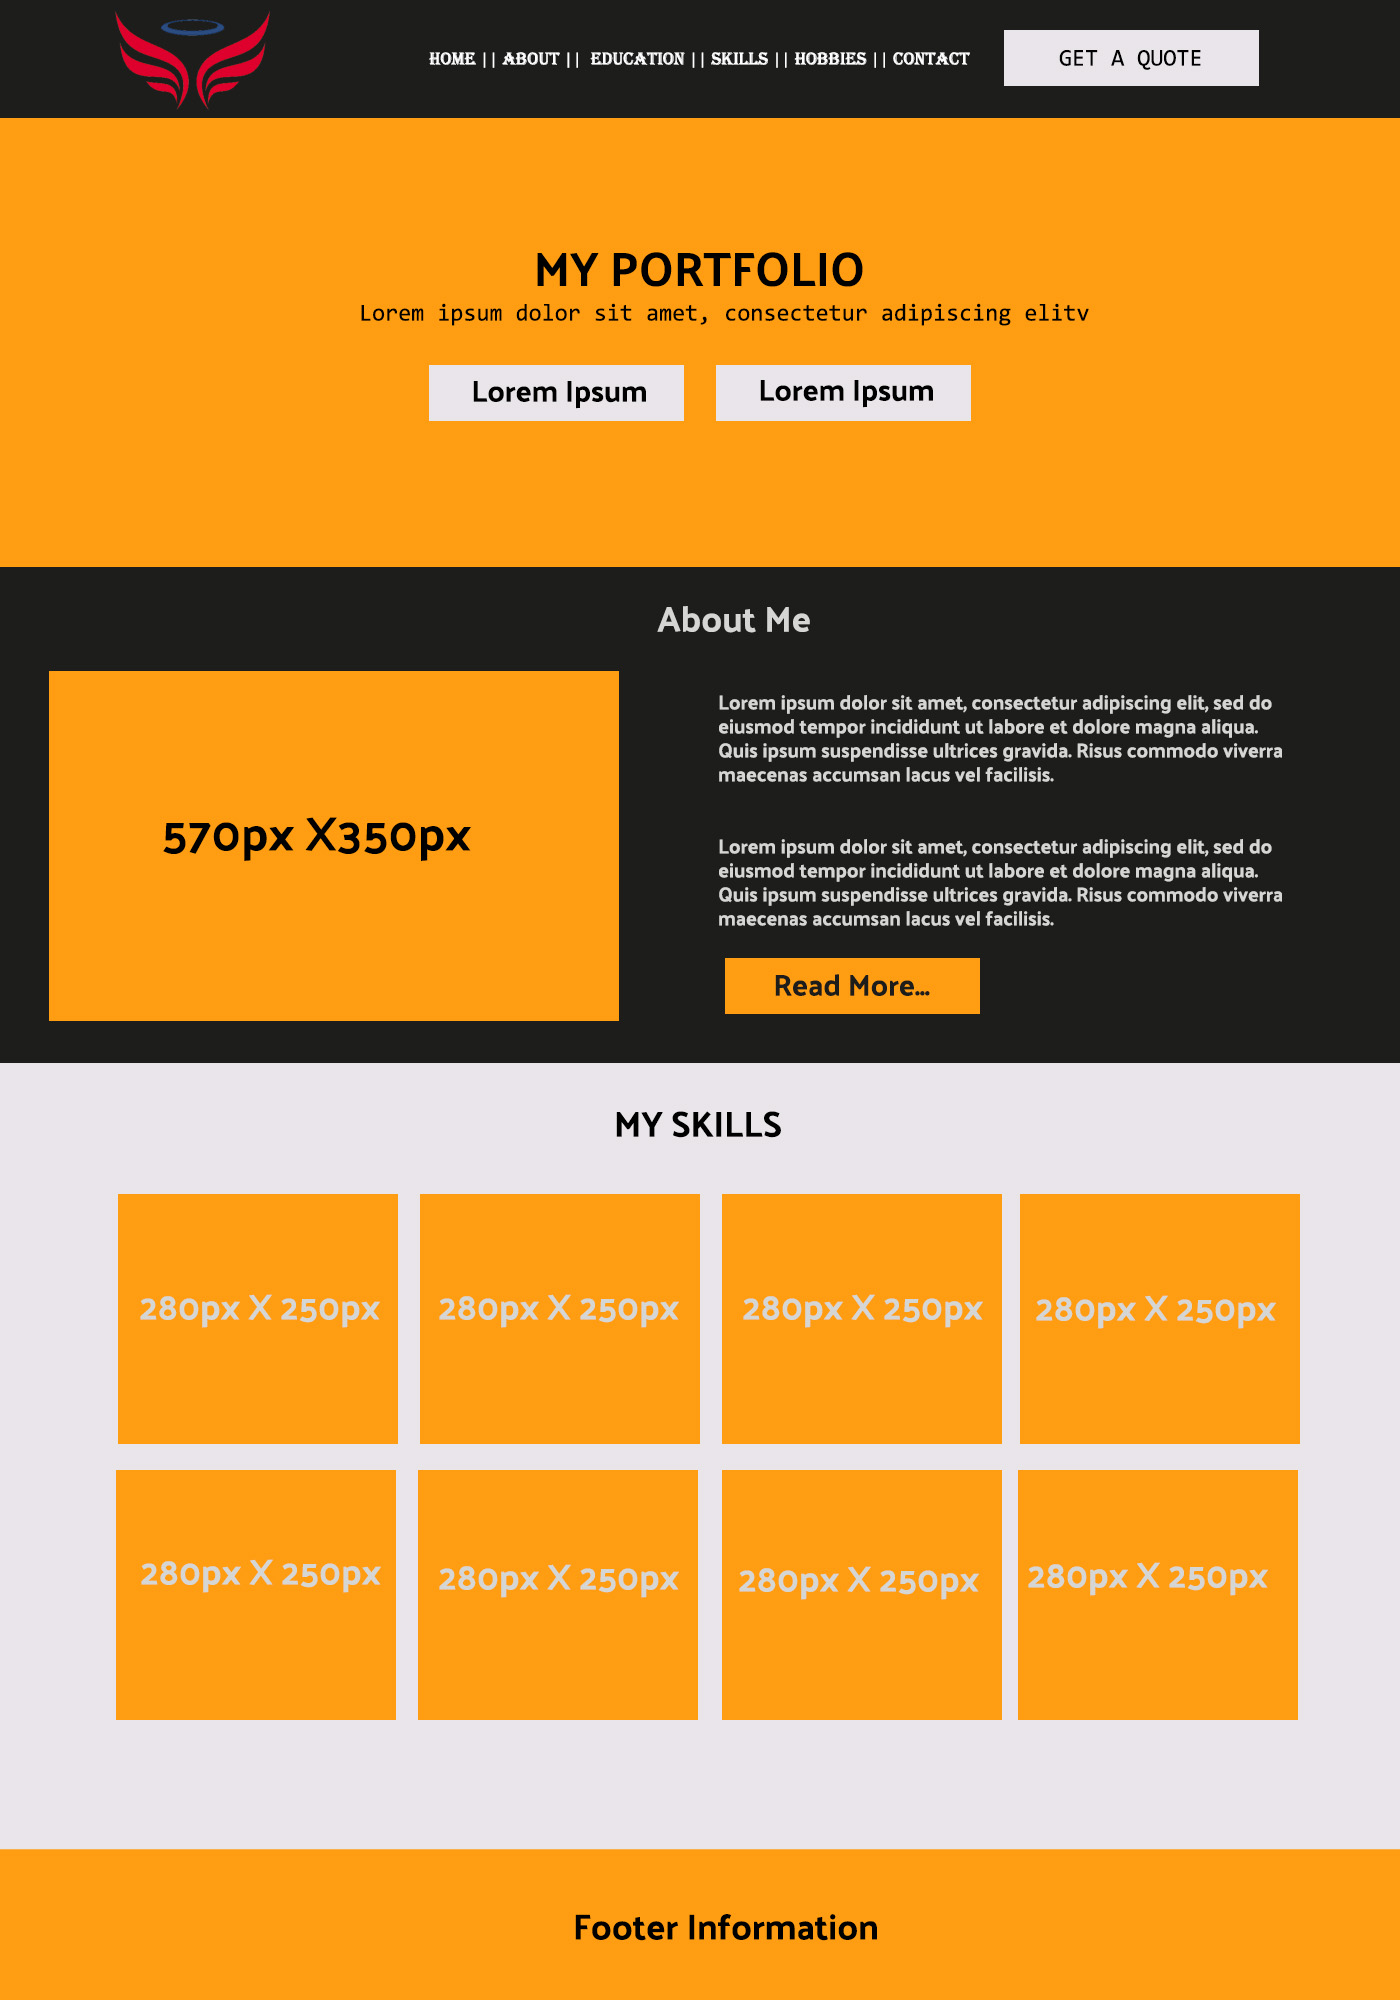 HOME || ABOUT || EDUCATION || SKILLS || HOBBIES || CONTACT
GET A QUOTE
MY PORTFOLIO
Lorem ipsum dolor sit amet, consectetur adipiscing elitv
Lorem Ipsum
Lorem Ipsum
About Me
570px X350px
Lorem ipsum dolor sit amet, consectetur adipiscing elit, sed do
eiusmod tempor incididunt ut labore et dolore magna aliqua.
Quis ipsum suspendisse ultrices gravida. Risus commodo viverra
maecenas accumsan lacus vel facilisis.
Lorem ipsum dolor sit amet, consectetur adipiscing elit, sed do
eiusmod tempor incididunt ut labore et dolore magna aliqua.
Quis ipsum suspendisse ultrices gravida. Risus commodo viverra
maecenas accumsan lacus vel facilisis.
Read More...
MY SKILLS
280px X 250px
280px X 250px
280px X 250px
280px X 250px
280px X 250px
280px X 250px
280px X 250px
280px X 250px
Footer Information